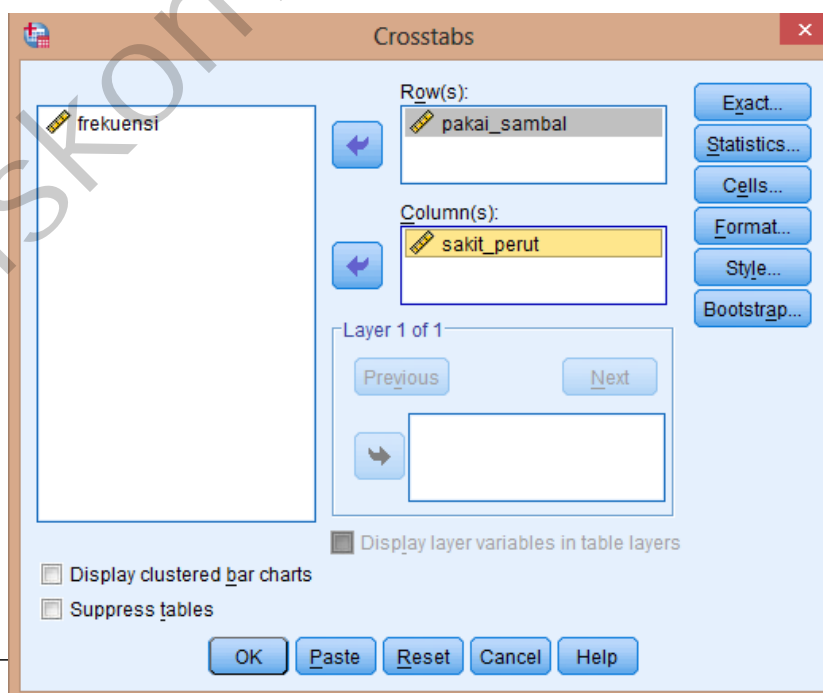 Crosstabs
frekuensi
Row(s):
pakai_sambal
Column(s):
sakit_perut
Exact...
Statistics...
Cells...
Format...
Style...
Bootstrap...
Layer 1 of 1
Previous
Next
Display layer variables in table layers
Display clustered bar charts
Suppress tables
OK
Paste
Reset
Cancel
Help